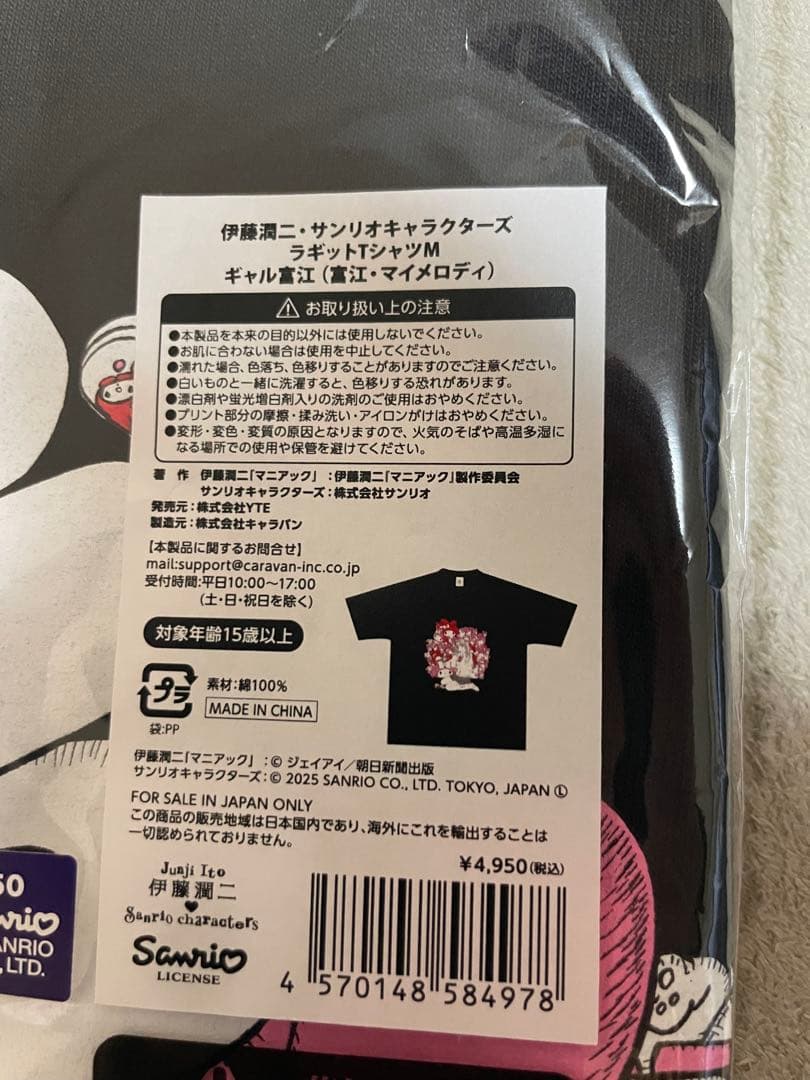 伊藤潤二・サンリオキャラクターズ
ラギットTシャツM
ギャル富江（富江・マイメロディ）
⚠ お取り扱い上の注意
●本製品を本来の目的以外には使用しないでください。
●お肌に合わない場合は使用を中止してください。
●濡れた場合、色落ち、色移りすることがありますのでご注意ください。
●白いものと一緒に洗濯すると、色移りする恐れがあります。
●漂白剤や蛍光増白剤入りの洗剤のご使用はおやめください。
●プリント部分の摩擦・揉み洗い・アイロンがけはおやめください。
●変形・変色・変質の原因となりますので、火気のそばや高温多湿に
なる場所での使用や保管を避けてください。
著 作 伊藤潤二「マニアック」：伊藤潤二「マニアック」製作委員会
サンリオキャラクターズ：株式会社サンリオ
発売元：株式会社YTE
製造元：株式会社キャラバン
【本製品に関するお問合せ】
mail:support@caravan-inc.co.jp
受付時間:平日10:00～17:00
（土・日・祝日を除く）
対象年齢15歳以上
プラ
袋:PP
素材：綿100%
MADE IN CHINA
伊藤潤二「マニアック」：© ジェイアイ／朝日新聞出版
サンリオキャラクターズ：© 2025 SANRIO CO., LTD. TOKYO, JAPAN Ⓛ
FOR SALE IN JAPAN ONLY
この商品の販売地域は日本国内であり、海外にこれを輸出することは
一切認められておりません。
¥4,950(税込)
Junji Ito
伊藤潤二
Sanrio characters
Sanrio
LICENSE
4 570148 584978
50
nrio
ANRIO
, LTD.